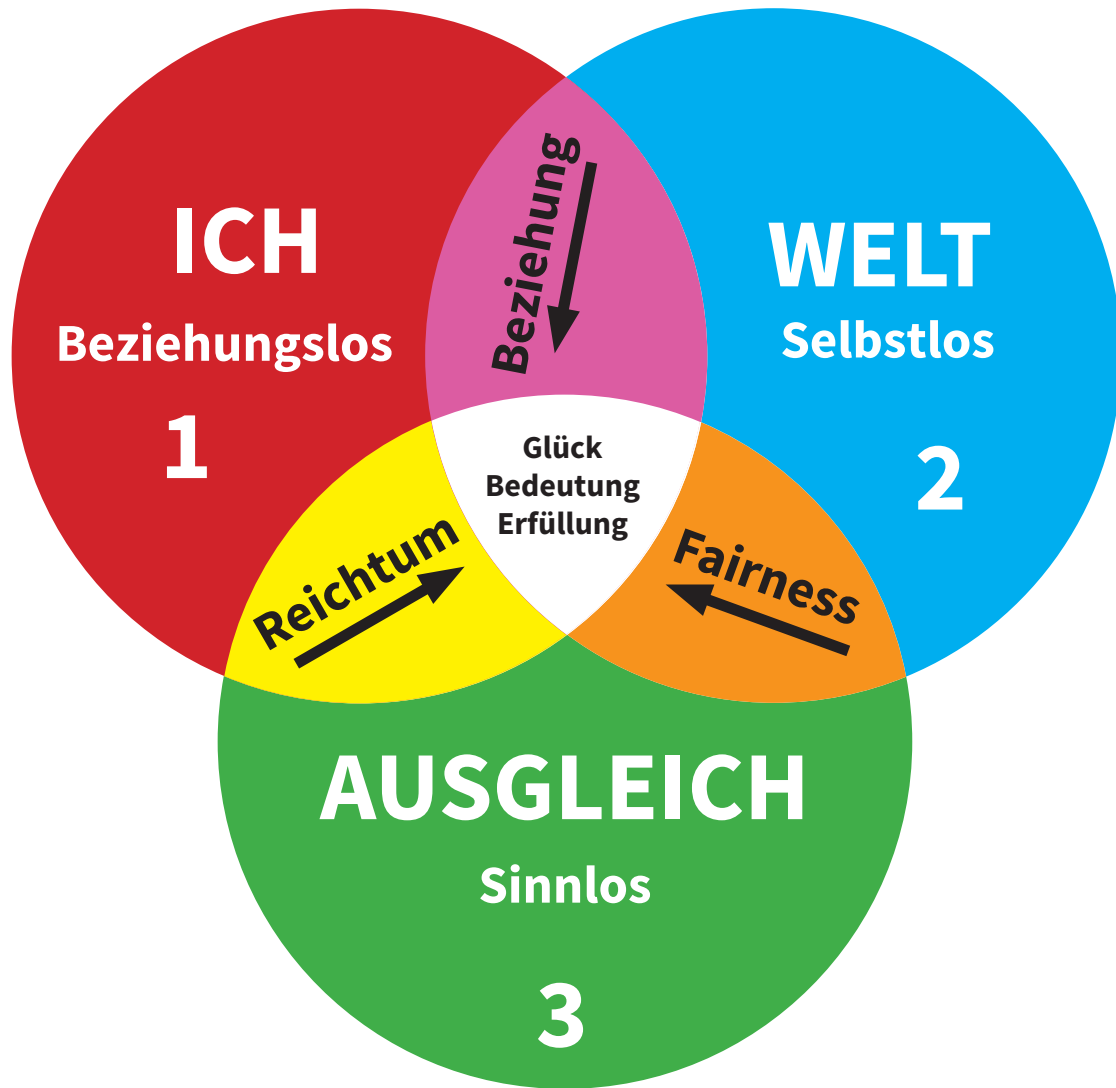 ICH
Beziehungslos
1
Beziehung
WELT
Selbstlos
2
Glück
Bedeutung
Erfüllung
Reichtum
Fairness
AUSGLEICH
Sinnlos
3